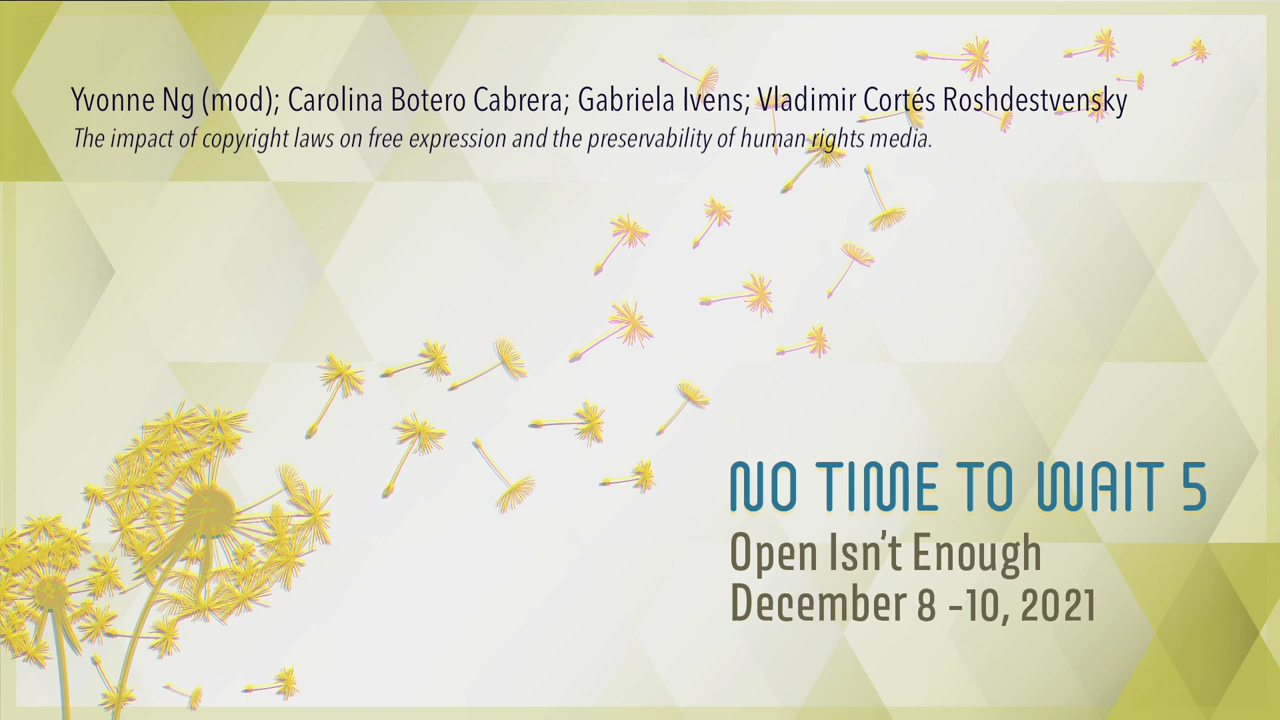 Yvonne Ng (mod); Carolina Botero Cabrera; Gabriela Ivens; Vladimir Cortés Roshdestvensky
The impact of copyright laws on free expression and the preservability of human rights media.
NO TIME TO WAIT 5
Open Isn't Enough
December 8 -10, 2021